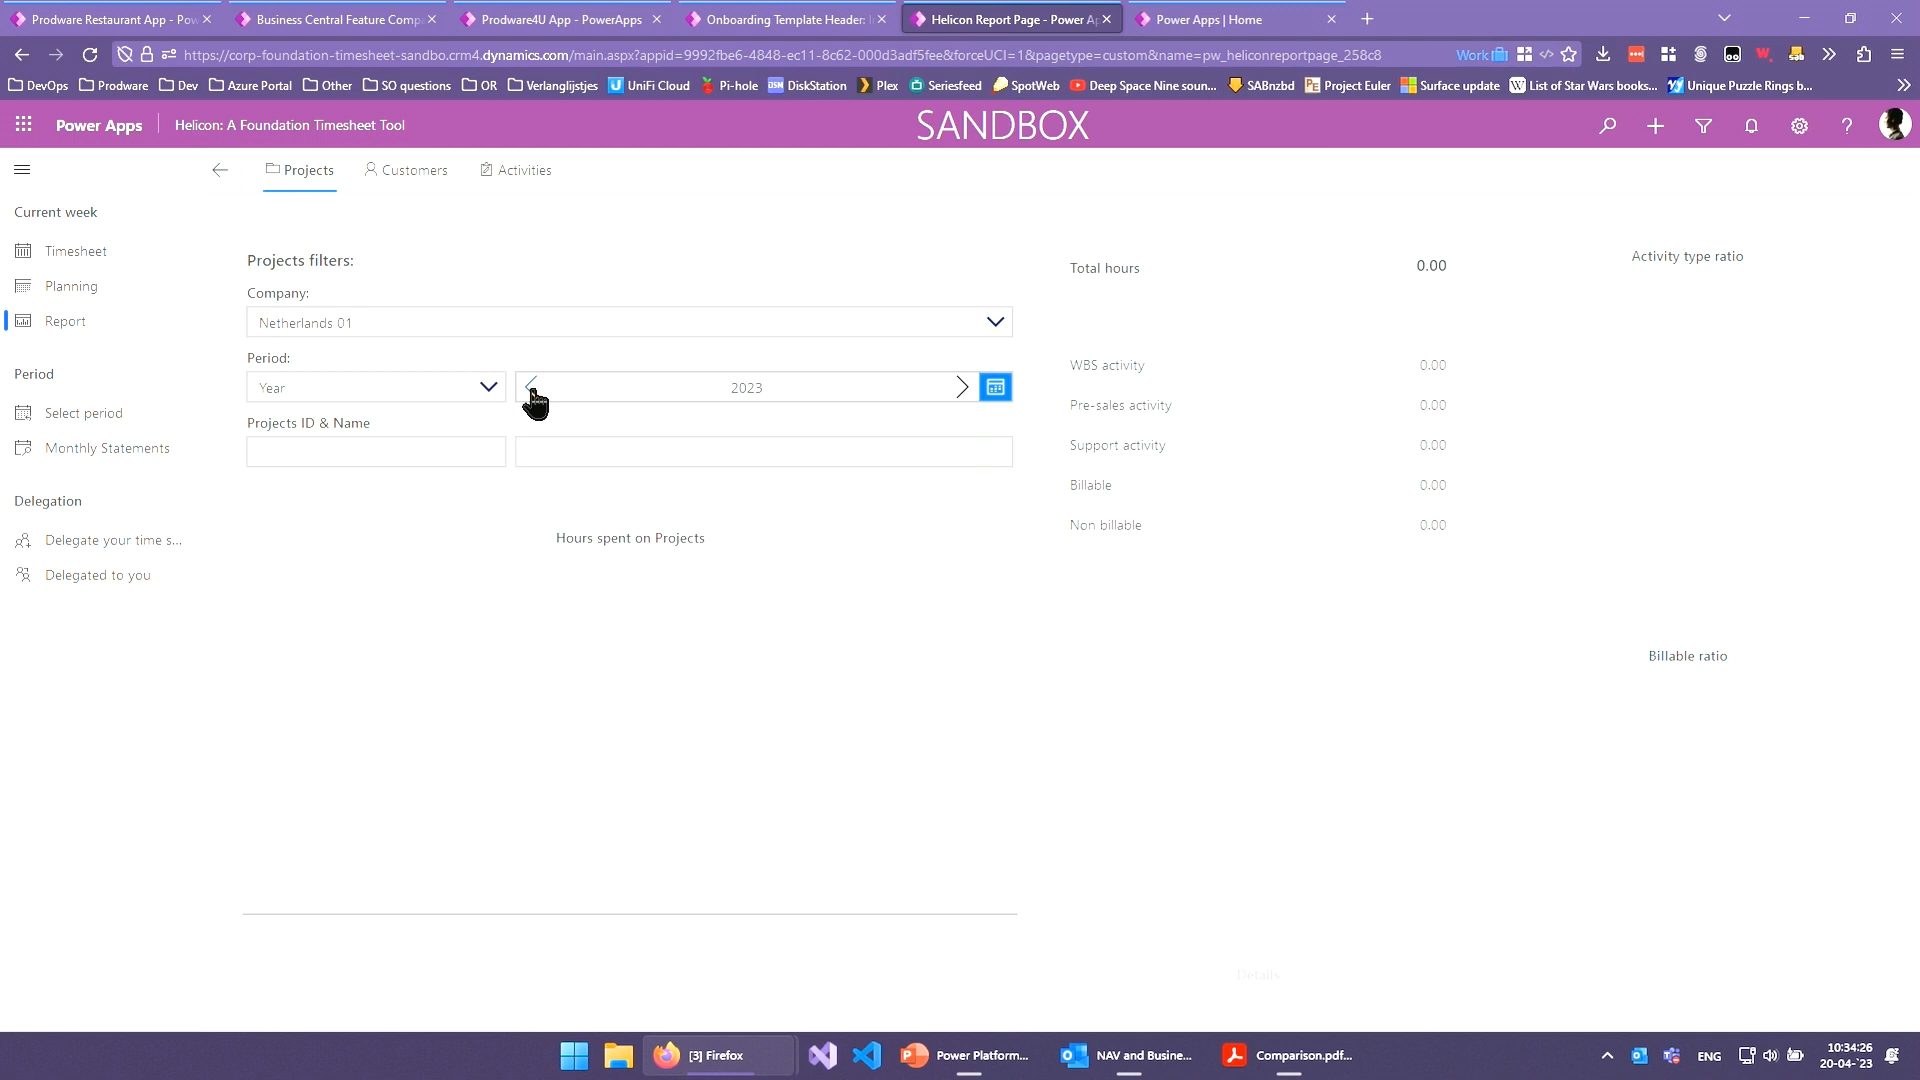 Prodware Restaurant App - Pow
Business Central Feature Comp
Prodware4U App - PowerApps
Onboarding Template Header: I
Helicon Report Page - Power Ap
Power Apps | Home
https://corp-foundation-timesheet-sandbo.crm4.dynamics.com/main.aspx?appid=9992fbe6-4848-ec11-8c62-000d3adf5fee&forceUCI=1&pagetype=custom&name=pw_heliconreportpage_258c8
Work
DevOps Prodware Dev Azure Portal Other SO questions OR Verlanglijstjes UniFi Cloud Pi-hole DiskStation Plex Seriesfeed SpotWeb Deep Space Nine soun... SABnzbd Project Euler Surface update List of Star Wars books... Unique Puzzle Rings b...
Power Apps Helicon: A Foundation Timesheet Tool SANDBOX
Projects Customers Activities
Current week
Timesheet
Planning
Report
Period
Select period
Monthly Statements
Delegation
Delegate your time s...
Delegated to you
Projects filters:
Company:
Netherlands 01
Period:
Year 2023
Projects ID & Name
Hours spent on Projects
Total hours 0.00
WBS activity 0.00
Pre-sales activity 0.00
Support activity 0.00
Billable 0.00
Non billable 0.00
Activity type ratio
Billable ratio
Details
[3] Firefox
Power Platform...
NAV and Busine...
Comparison.pdf...
ENG
10:34:26
20-04-'23